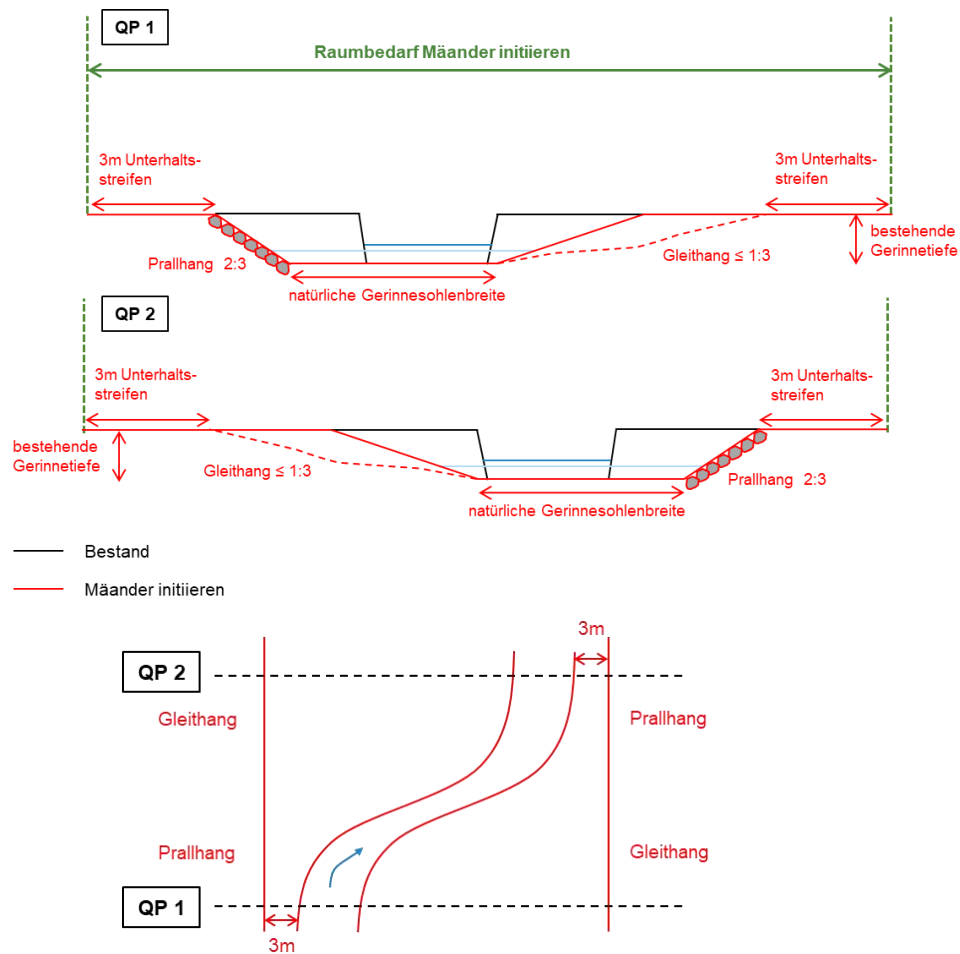 QP 1
Raumbedarf Mäander initiieren
3m Unterhalts-
streifen
3m Unterhalts-
streifen
bestehende
Gerinnetiefe
Prallhang 2:3
Gleithang ≤ 1:3
natürliche Gerinnesohlenbreite
QP 2
3m Unterhalts-
streifen
3m Unterhalts-
streifen
bestehende
Gerinnetiefe
Gleithang ≤ 1:3
Prallhang 2:3
natürliche Gerinnesohlenbreite
Bestand
Mäander initiieren
3m
QP 2
Gleithang
Prallhang
Prallhang
Gleithang
QP 1
3m